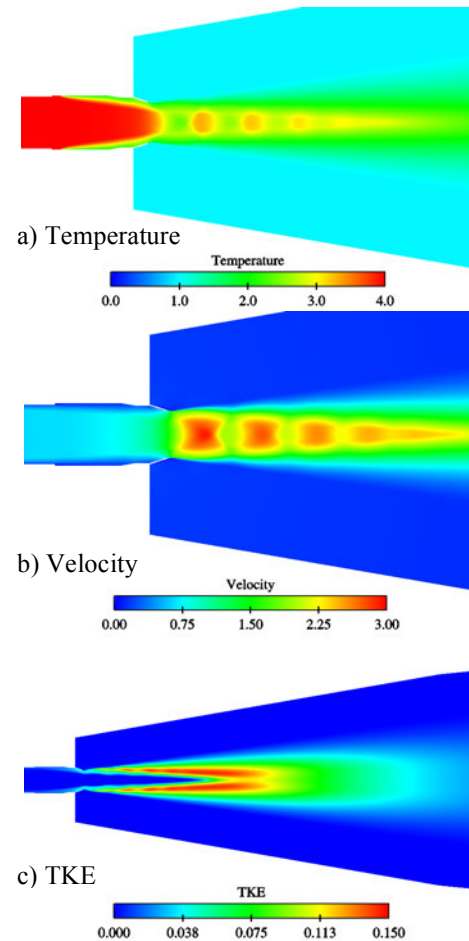 a) Temperature
Temperature
0.0 1.0 2.0 3.0 4.0
b) Velocity
Velocity
0.00 0.75 1.50 2.25 3.00
c) TKE
TKE
0.000 0.038 0.075 0.113 0.150